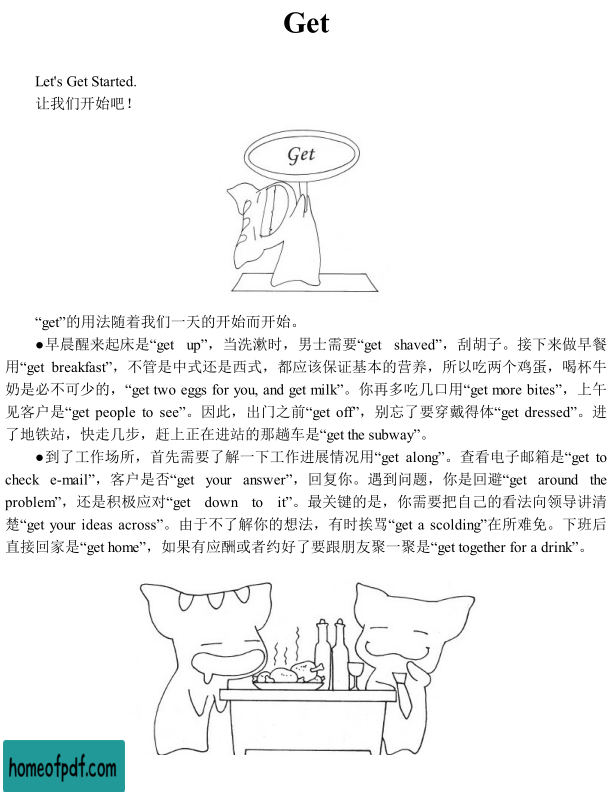 Get
Let's Get Started.
让我们开始吧！
Get
“get”的用法随着我们一天的开始而开始。
●早晨醒来起床是“get up”，当洗漱时，男士需要“get shaved”，刮胡子。接下来做早餐
用“get breakfast”，不管是中式还是西式，都应该保证基本的营养，所以吃两个鸡蛋，喝杯牛
奶是必不可少的，“get two eggs for you, and get milk”。你再多吃几口用“get more bites”，上午
见客户是“get people to see”。因此，出门之前“get off”，别忘了要穿戴得体“get dressed”。进
了地铁站，快走几步，赶上正在进站的那趟车是“get the subway”。
●到了工作场所，首先需要了解一下工作进展情况用“get along”。查看电子邮箱是“get to
check e-mail”，客户是否“get your answer”，回复你。遇到问题，你是回避“get around the
problem”，还是积极应对“get down to it”。最关键的是，你需要把自己的看法向领导讲清
楚“get your ideas across”。由于不了解你的想法，有时挨骂“get a scolding”在所难免。下班后
直接回家是“get home”，如果有应酬或者约好了要跟朋友聚一聚是“get together for a drink”。
homeofpdf.com